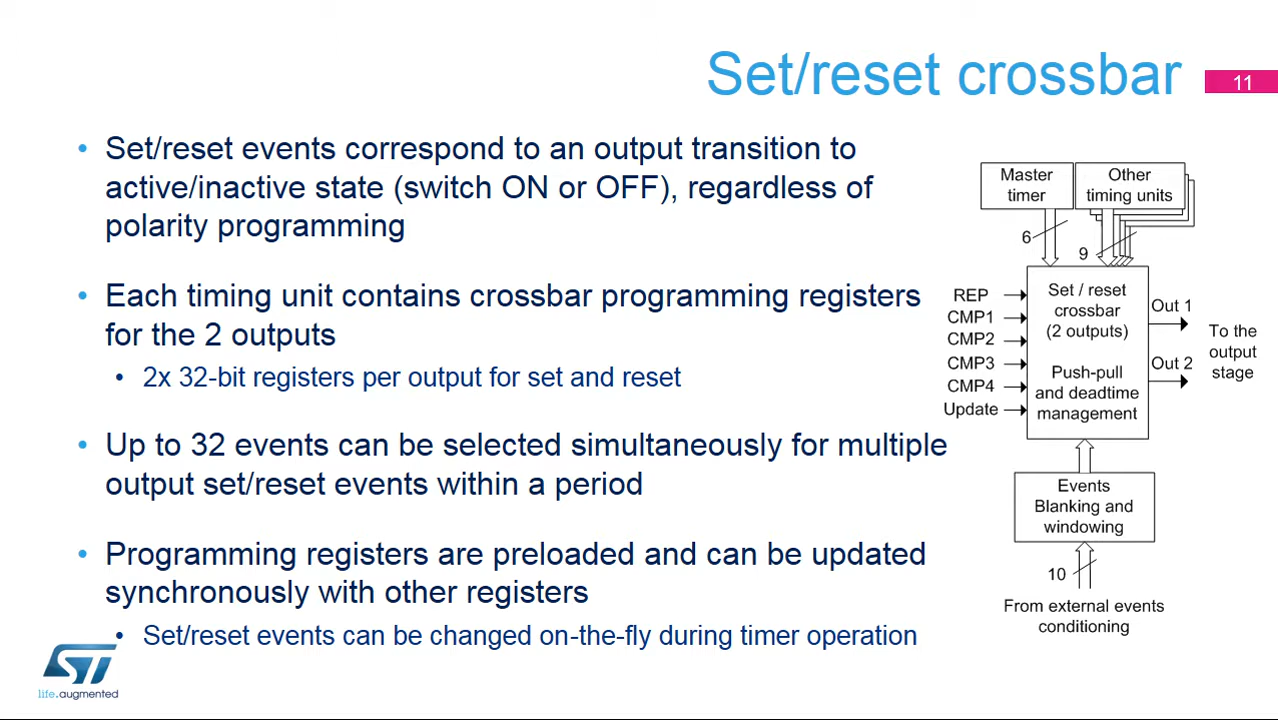 Set/reset crossbar
11
• Set/reset events correspond to an output transition to
active/inactive state (switch ON or OFF), regardless of
polarity programming
• Each timing unit contains crossbar programming registers
for the 2 outputs
• 2x 32-bit registers per output for set and reset
• Up to 32 events can be selected simultaneously for multiple
output set/reset events within a period
• Programming registers are preloaded and can be updated
synchronously with other registers
• Set/reset events can be changed on-the-fly during timer operation
Master
timer
Other
timing units
6
9
REP
CMP1
CMP2
CMP3
CMP4
Update
Set / reset
crossbar
(2 outputs)
Push-pull
and deadtime
management
Out 1
Out 2
To the
output
stage
Events
Blanking and
windowing
10
From external events
conditioning
ST
life.augmented